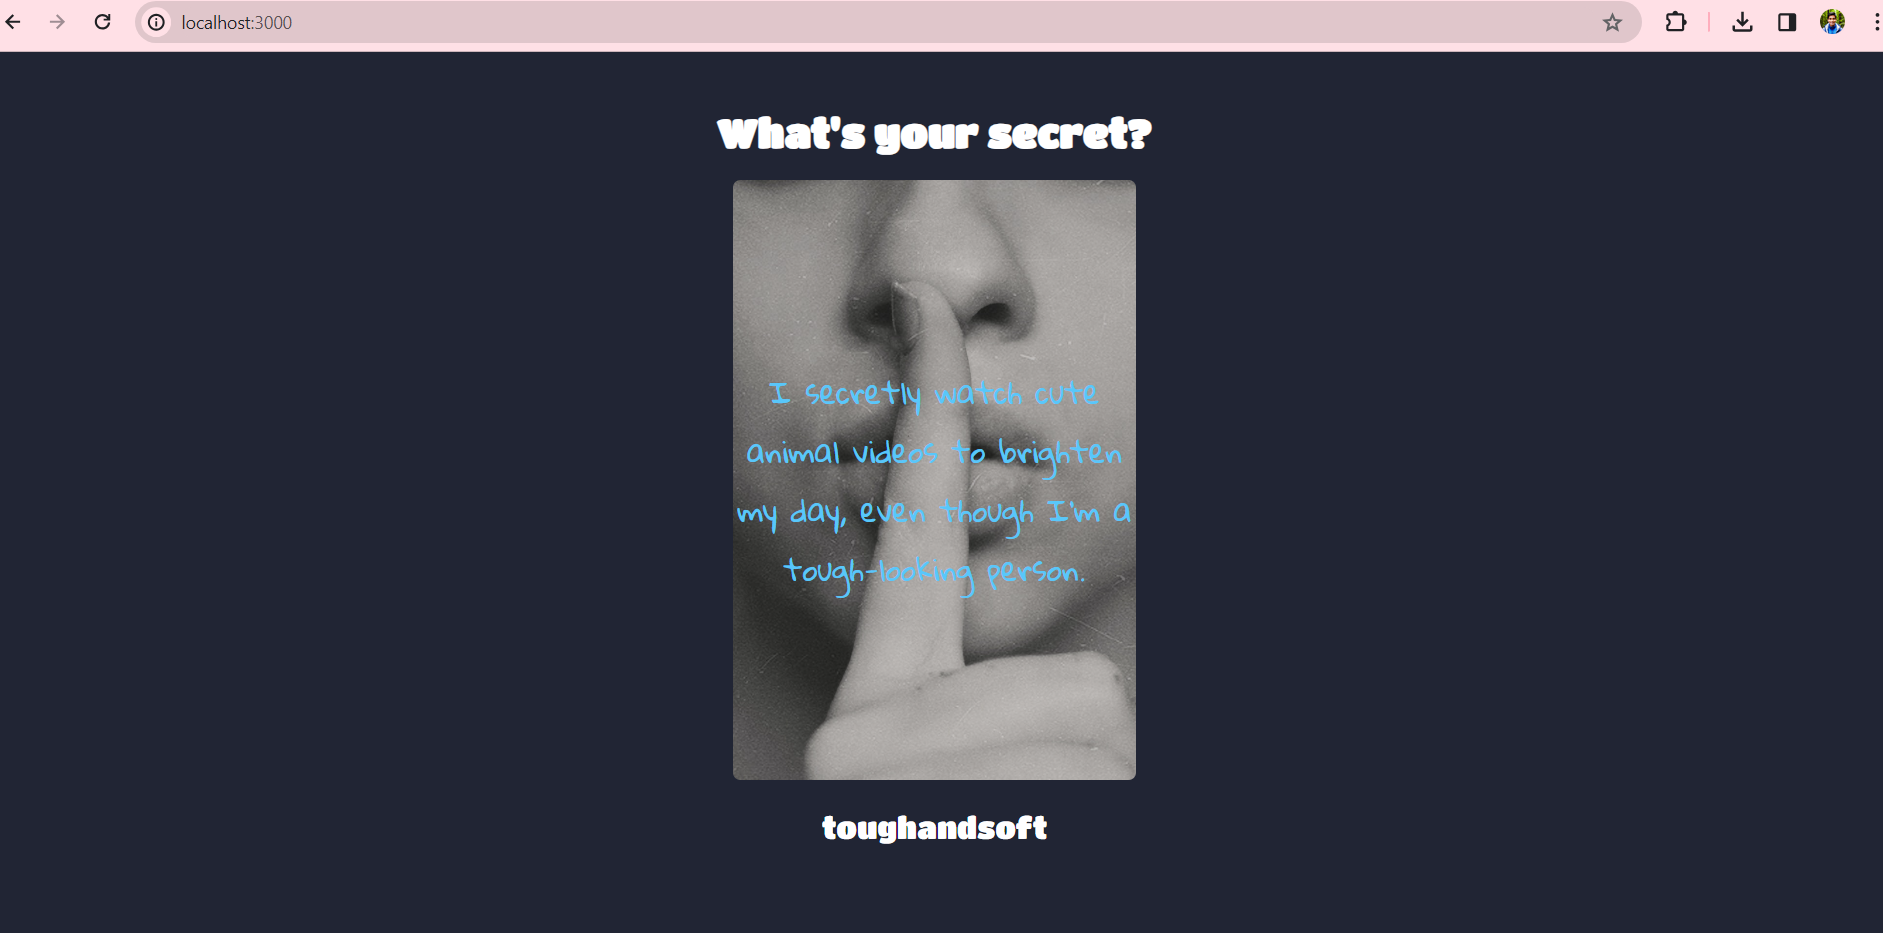 localhost:3000
What's your secret?
I secretly watch cute
animal videos to brighten
my day, even though I'm a
tough-looking person.
toughandsoft